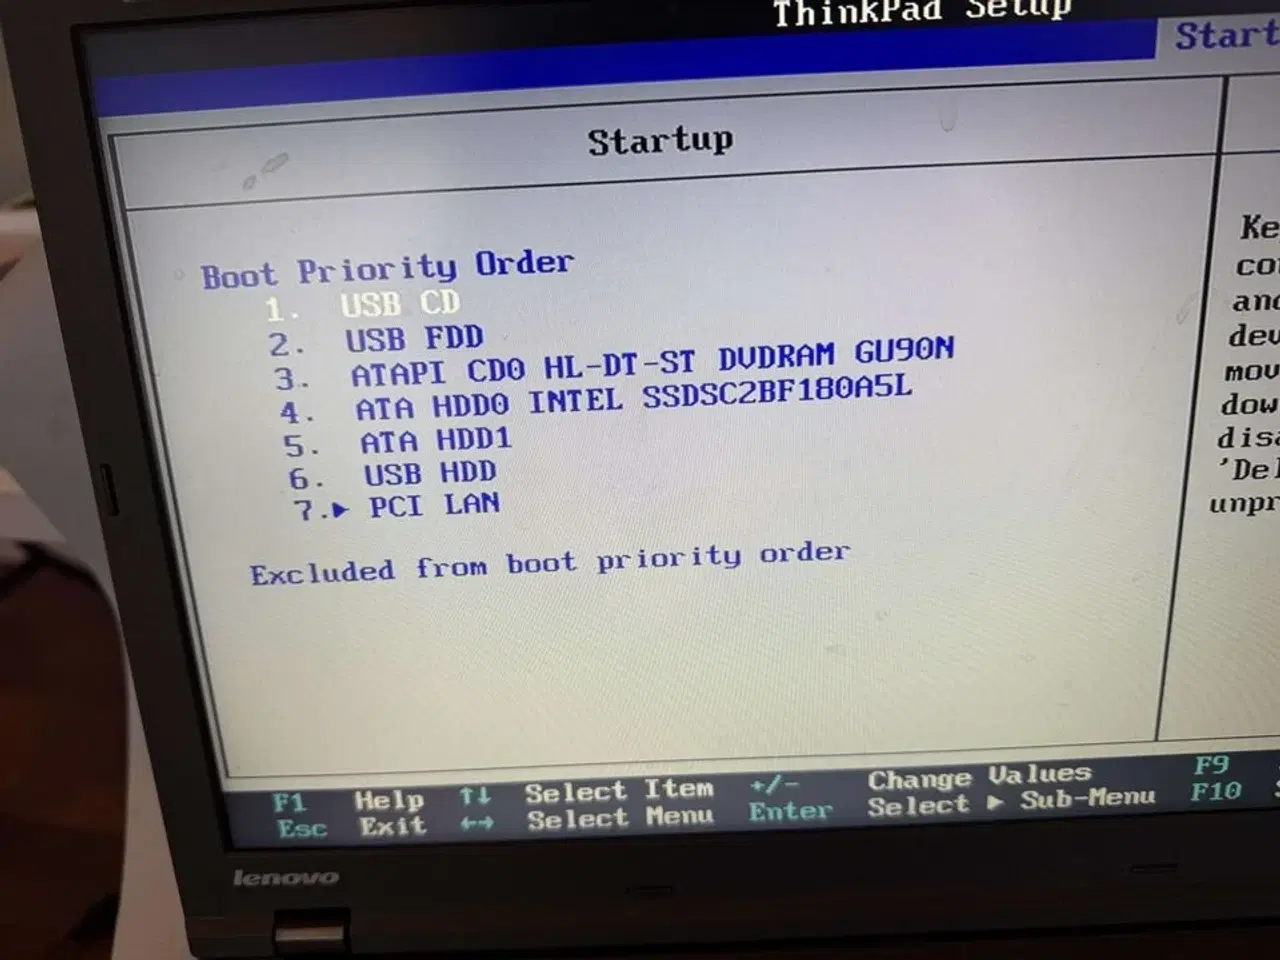 ThinkPad Setup
Startup
Boot Priority Order
1. USB CD
2. USB FDD
3. ATAPI CD0 HL-DT-ST DVDRAM GU90N
4. ATA HDD0 INTEL SSDSC2BF180A5L
5. ATA HDD1
6. USB HDD
7.▶ PCI LAN
Excluded from boot priority order
and
F1 Help ↑↓ Select Item +/- Change Values F9
Esc Exit ←→ Select Menu Enter Select ▶ Sub-Menu F10
lenovo